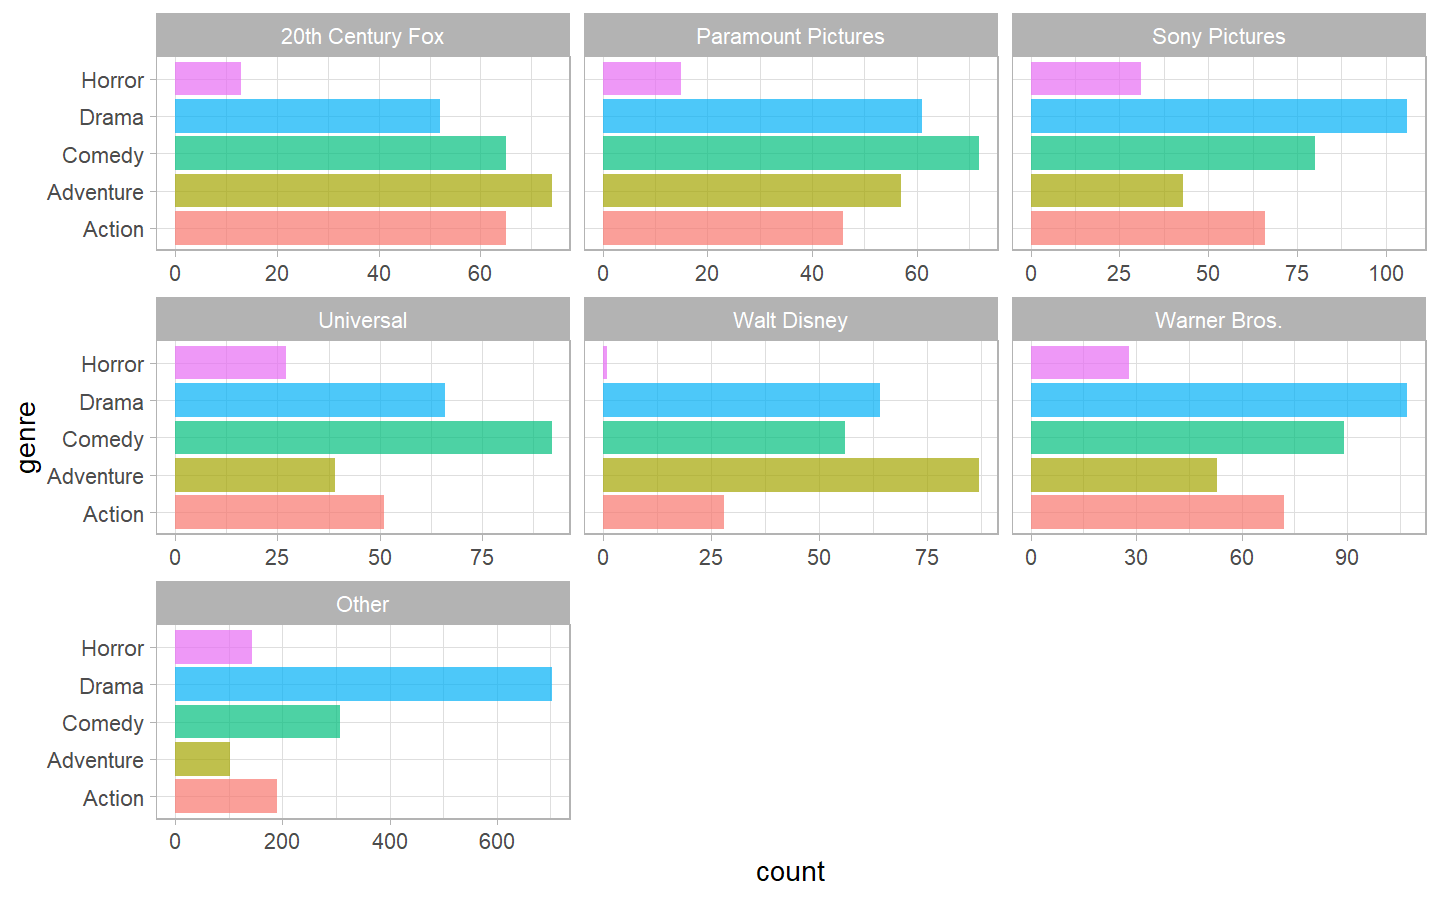 20th Century Fox Paramount Pictures Sony Pictures
Horror
Drama
Comedy
Adventure
Action
0 20 40 60 0 20 40 60 0 25 50 75 100
Universal Walt Disney Warner Bros.
Horror
Drama
Comedy
Adventure
Action
0 25 50 75 0 25 50 75 0 30 60 90
genre
Other
Horror
Drama
Comedy
Adventure
Action
0 200 400 600
count